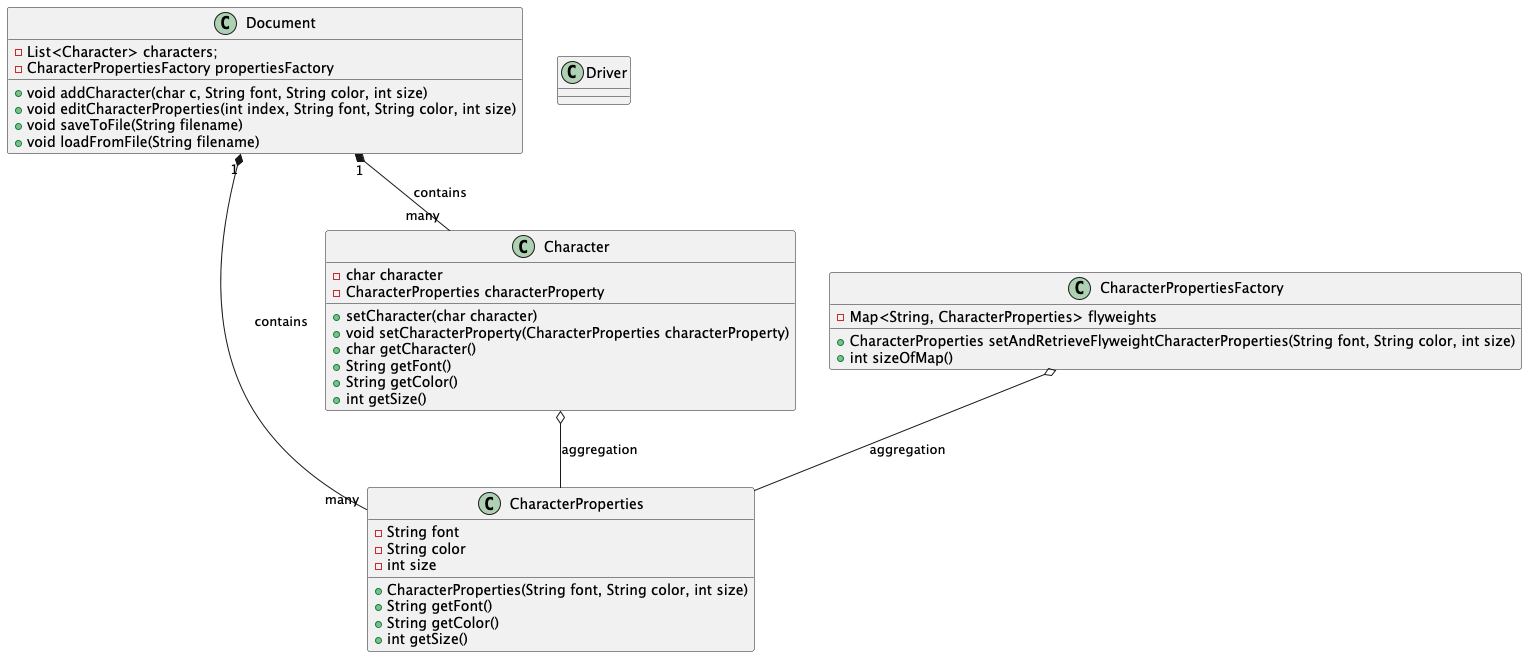 C Document
List<Character> characters;
CharacterPropertiesFactory propertiesFactory
void addCharacter(char c, String font, String color, int size)
void editCharacterProperties(int index, String font, String color, int size)
void saveToFile(String filename)
void loadFromFile(String filename)
C Driver
1
1
contains
many
C Character
char character
CharacterProperties characterProperty
setCharacter(char character)
void setCharacterProperty(CharacterProperties characterProperty)
char getCharacter()
String getFont()
String getColor()
int getSize()
C CharacterPropertiesFactory
Map<String, CharacterProperties> flyweights
CharacterProperties setAndRetrieveFlyweightCharacterProperties(String font, String color, int size)
int sizeOfMap()
contains
aggregation
aggregation
many
C CharacterProperties
String font
String color
int size
CharacterProperties(String font, String color, int size)
String getFont()
String getColor()
int getSize()